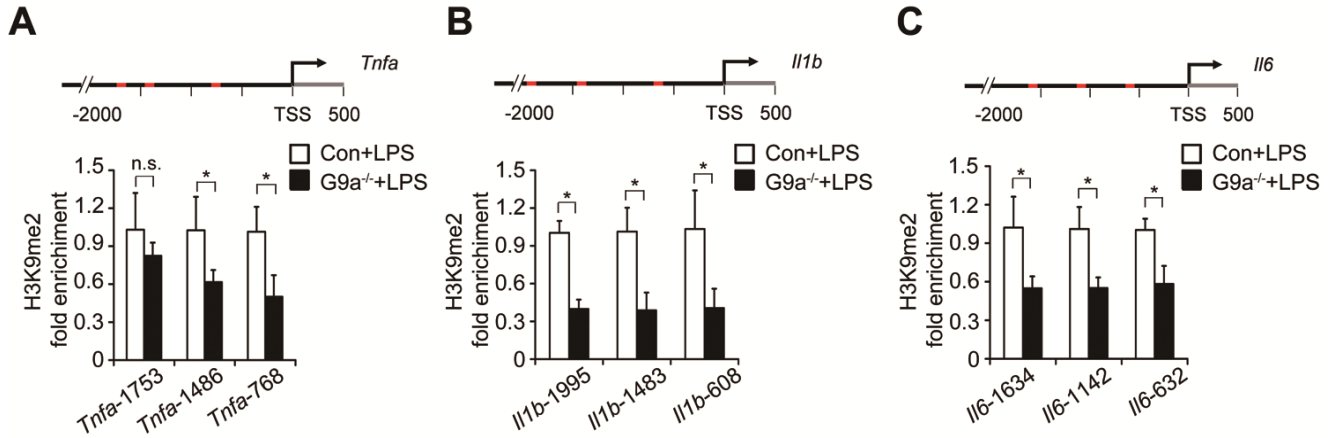 A
Tnfa
-2000 TSS 500
Con+LPS
G9a-/-+LPS
H3K9me2
fold enrichiment
1.5
1.2
0.9
0.6
0.3
0
n.s.
*
*
Tnfa-1753
Tnfa-1486
Tnfa-768
B
Il1b
-2000 TSS 500
Con+LPS
G9a-/-+LPS
H3K9me2
fold enrichiment
1.5
1.2
0.9
0.6
0.3
0
*
*
*
Il1b-1995
Il1b-1483
Il1b-608
C
Il6
-2000 TSS 500
Con+LPS
G9a-/-+LPS
H3K9me2
fold enrichiment
1.5
1.2
0.9
0.6
0.3
0
*
*
*
Il6-1634
Il6-1142
Il6-632